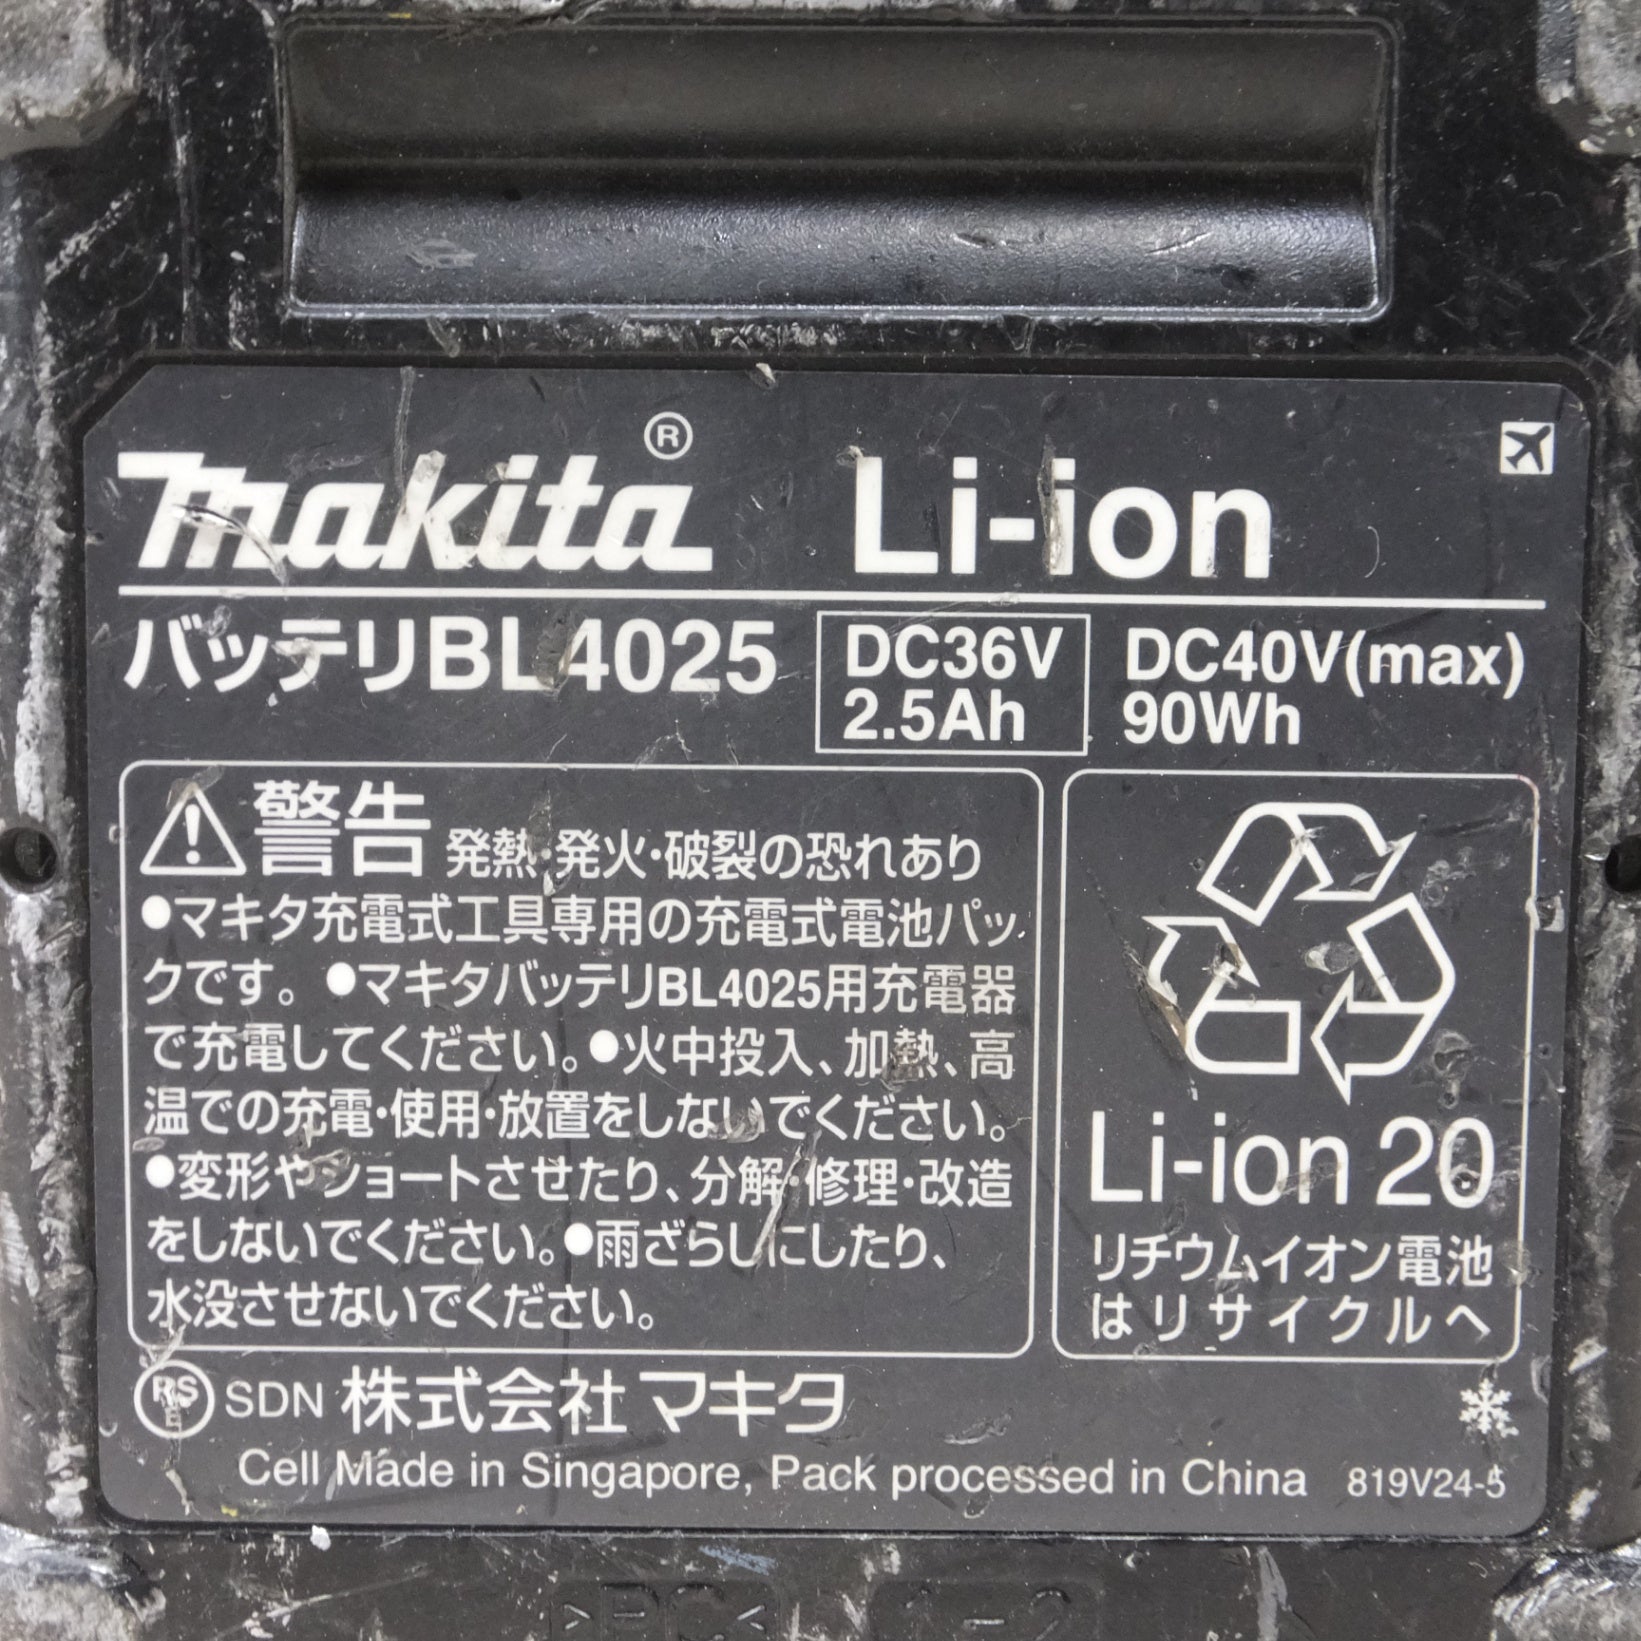 makita® Li-ion
バッテリBL4025 DC36V 2.5Ah DC40V(max) 90Wh
警告 発熱・発火・破裂の恐れあり
●マキタ充電式工具専用の充電式電池パッ
クです。●マキタバッテリBL4025用充電器
で充電してください。●火中投入、加熱、高
温での充電・使用・放置をしないでください。
●変形やショートさせたり、分解・修理・改造
をしないでください。●雨ざらしにしたり、
水没させないでください。
Li-ion 20
リチウムイオン電池
はリサイクルへ
PS E SDN 株式会社マキタ
Cell Made in Singapore, Pack processed in China 819V24-5
>PC<